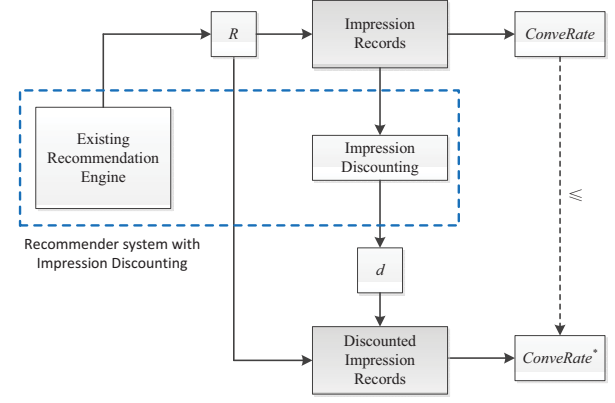 R
Impression
Records
ConveRate
Existing
Recommendation
Engine
Impression
Discounting
≤
Recommender system with
Impression Discounting
d
Discounted
Impression
Records
ConveRate*